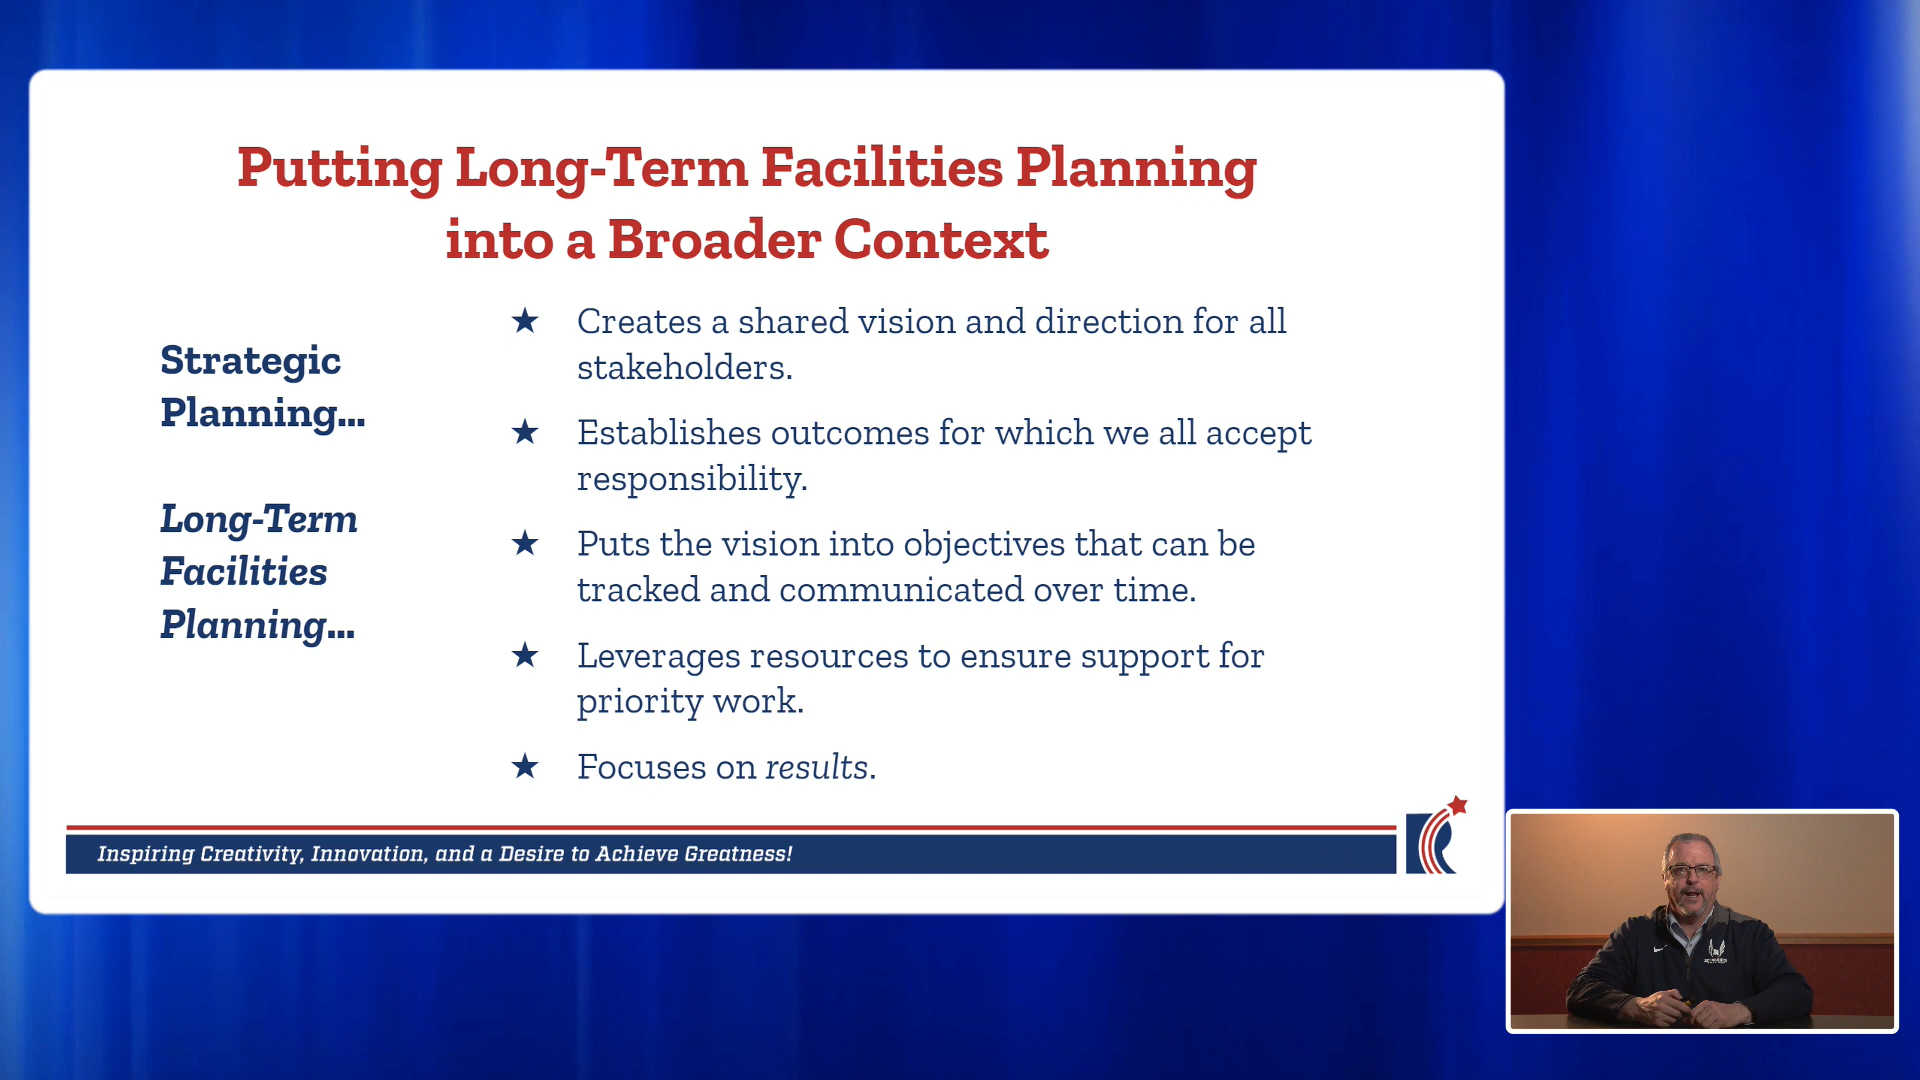 Putting Long-Term Facilities Planning
into a Broader Context
Strategic
Planning...
Long-Term
Facilities
Planning...
★ Creates a shared vision and direction for all
stakeholders.
★ Establishes outcomes for which we all accept
responsibility.
★ Puts the vision into objectives that can be
tracked and communicated over time.
★ Leverages resources to ensure support for
priority work.
★ Focuses on results.
Inspiring Creativity, Innovation, and a Desire to Achieve Greatness!
R